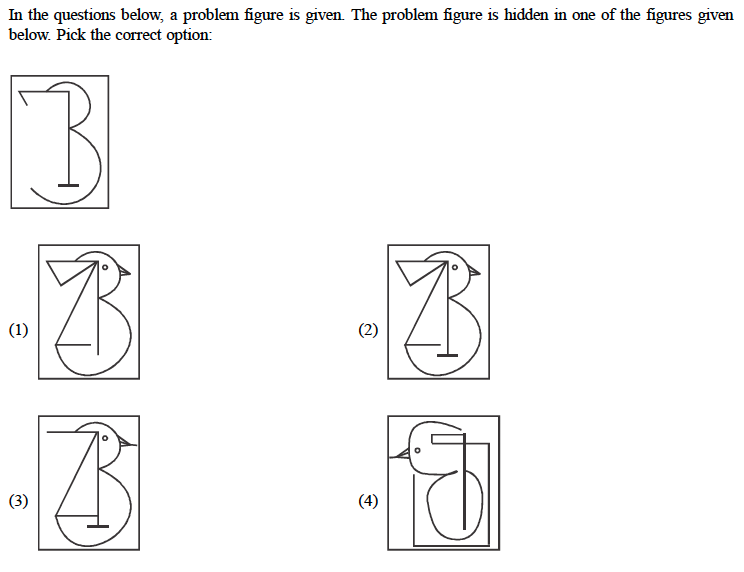 In the questions below, a problem figure is given. The problem figure is hidden in one of the figures given
below. Pick the correct option:
(1)
(2)
(3)
(4)